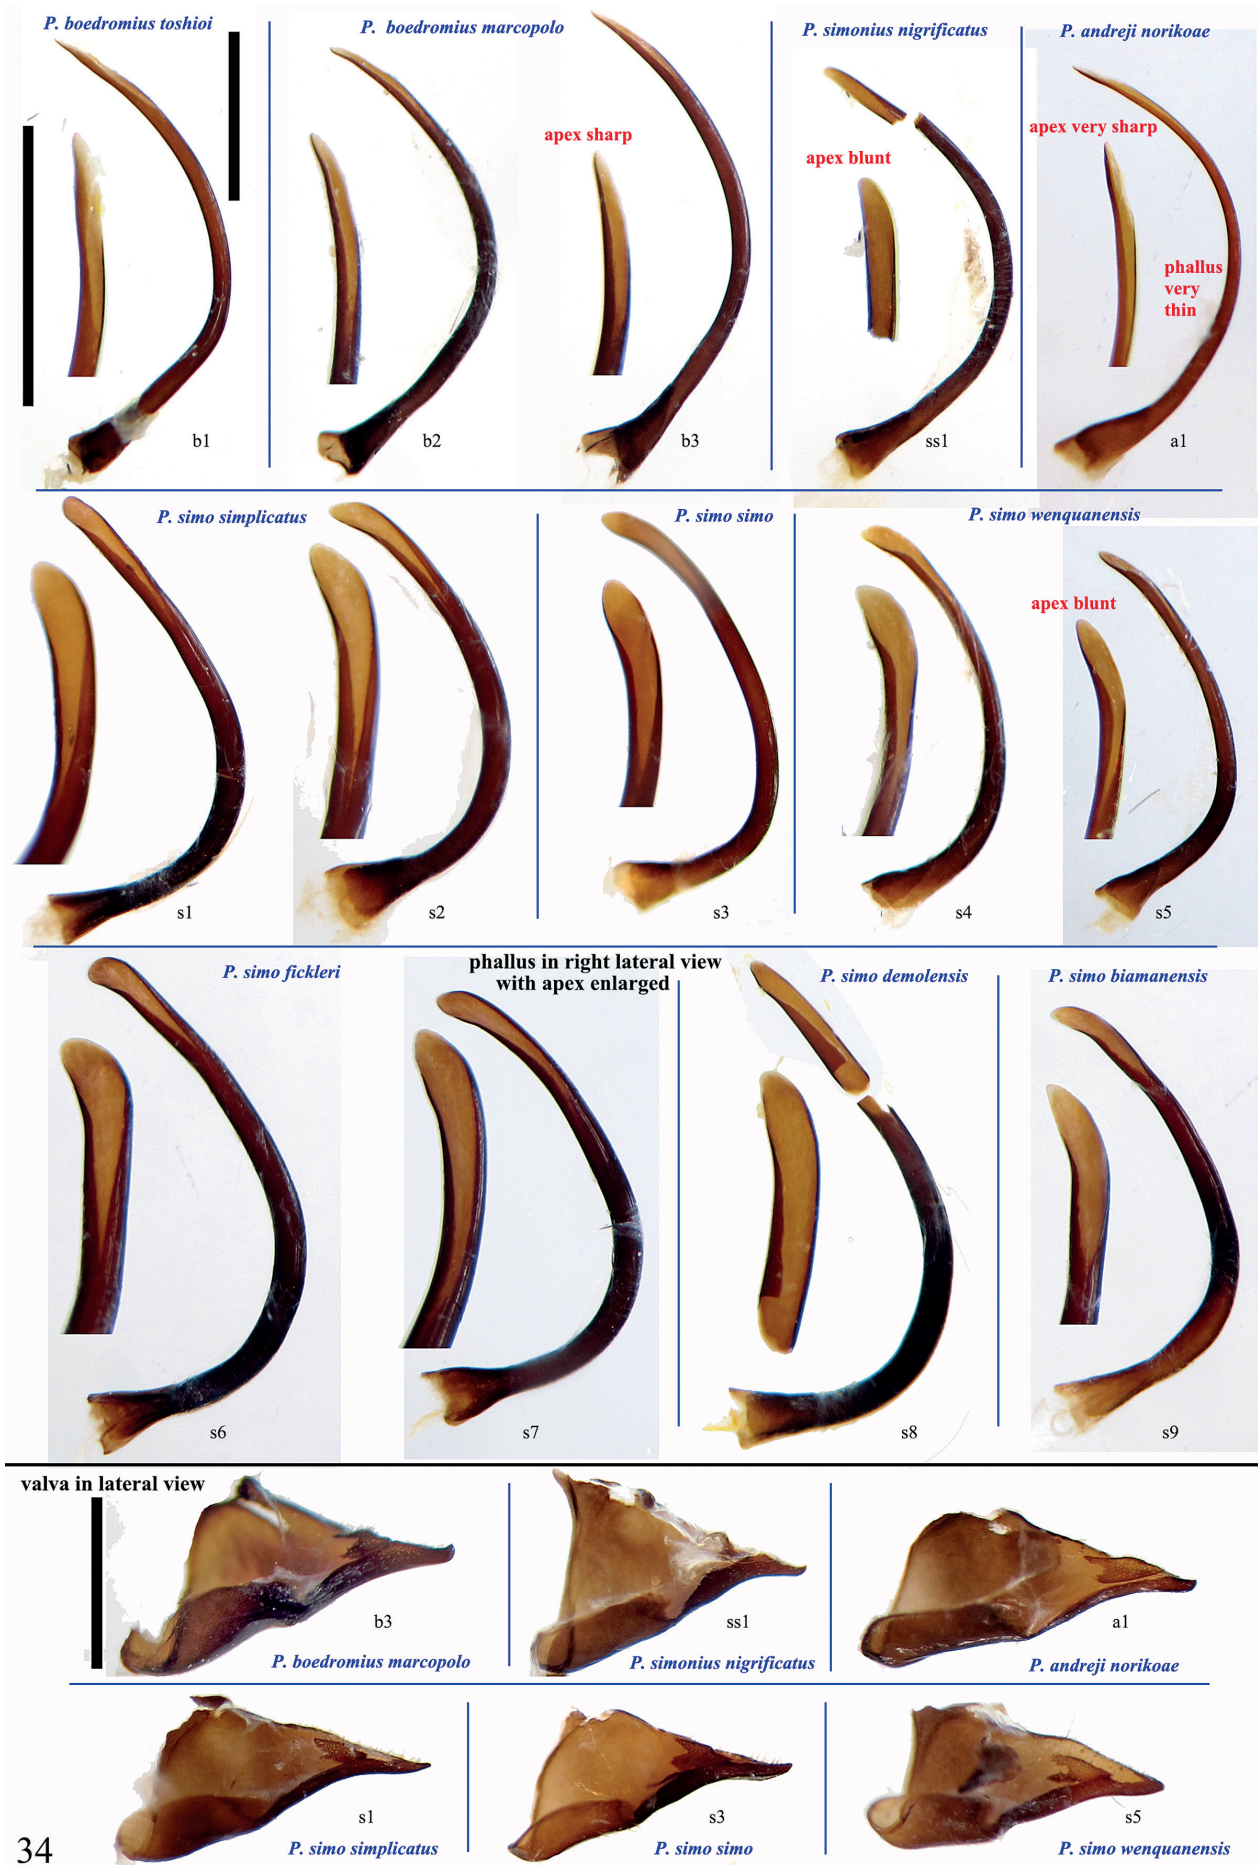 P. boedromius toshioi
P. boedromius marcopolo
P. simonius nigrificatus
P. andreji norikoae
apex sharp
apex blunt
apex very sharp
phallus
very
thin
b1
b2
b3
ss1
a1
P. simo simplicatus
P. simo simo
P. simo wenquanensis
apex blunt
s1
s2
s3
s4
s5
P. simo fickleri
phallus in right lateral view
with apex enlarged
P. simo demolensis
P. simo biamanensis
s6
s7
s8
s9
valva in lateral view
b3
ss1
a1
P. boedromius marcopolo
P. simonius nigrificatus
P. andreji norikoae
s1
s3
s5
P. simo simplicatus
P. simo simo
P. simo wenquanensis
34